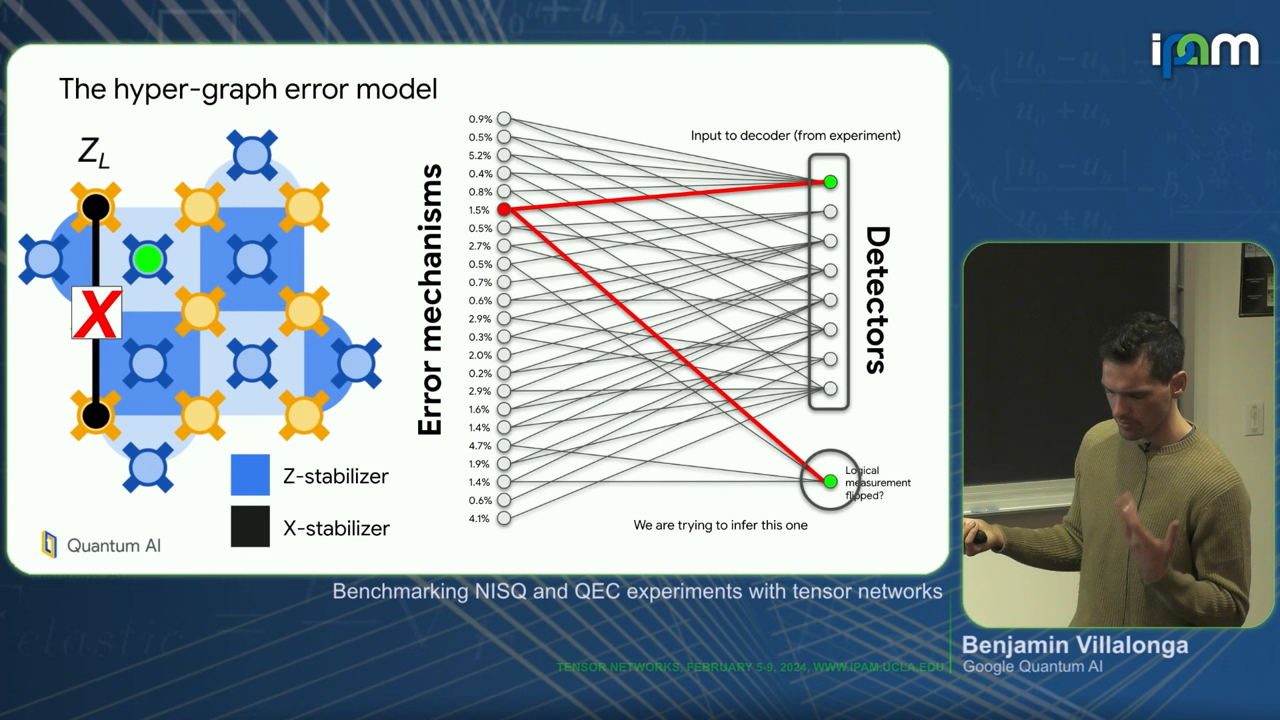 ipam
The hyper-graph error model
Z_L
X
Z-stabilizer
X-stabilizer
Quantum AI
Error mechanisms
0.9%
0.5%
5.2%
0.4%
0.8%
1.5%
0.5%
2.7%
0.5%
0.7%
0.6%
2.9%
0.3%
2.0%
0.2%
2.9%
1.6%
1.4%
4.7%
1.9%
1.4%
0.6%
4.1%
Input to decoder (from experiment)
Detectors
Logical
measurement
flipped?
We are trying to infer this one
Benchmarking NISQ and QEC experiments with tensor networks
Benjamin Villalonga
Google Quantum AI
TENSOR NETWORKS, FEBRUARY 5-9, 2024, WWW.IPAM.UCLA.EDU